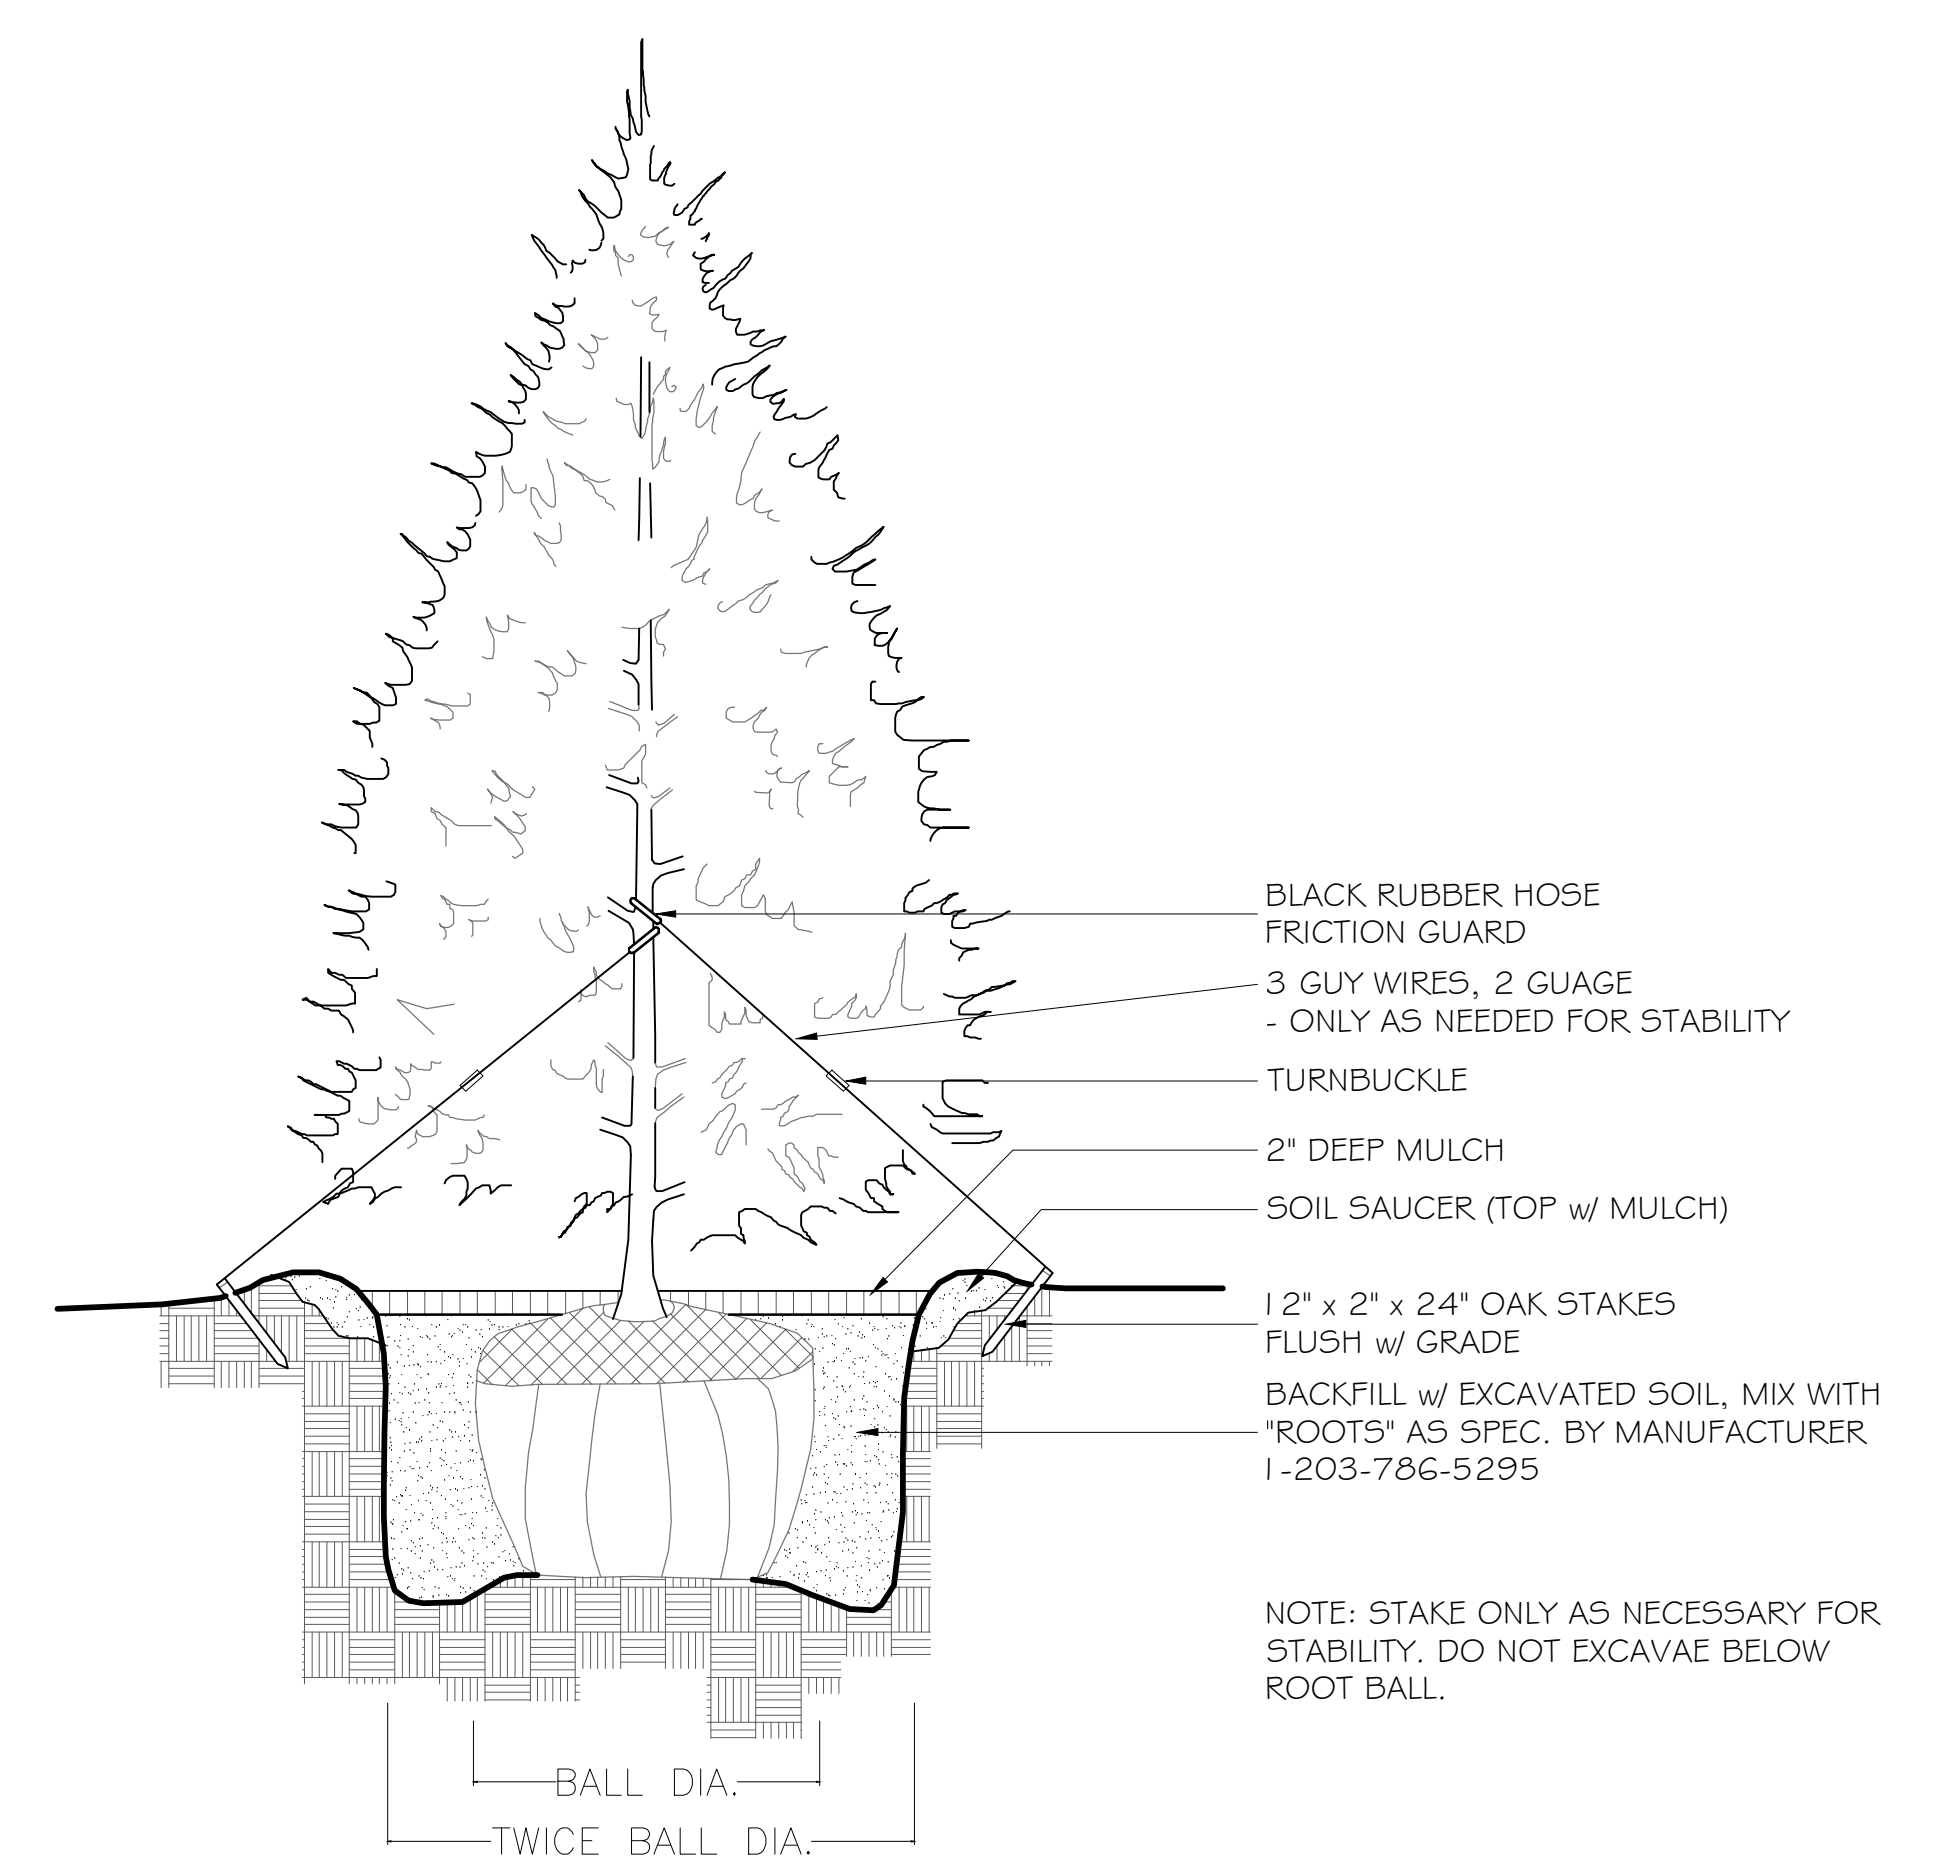 BLACK RUBBER HOSE
FRICTION GUARD
3 GUY WIRES, 2 GUAGE
- ONLY AS NEEDED FOR STABILITY
TURNBUCKLE
2" DEEP MULCH
SOIL SAUCER (TOP w/ MULCH)
12" x 2" x 24" OAK STAKES
FLUSH w/ GRADE
BACKFILL w/ EXCAVATED SOIL, MIX WITH
"ROOTS" AS SPEC. BY MANUFACTURER
1-203-786-5295
NOTE: STAKE ONLY AS NECESSARY FOR
STABILITY. DO NOT EXCAVAE BELOW
ROOT BALL.
BALL DIA.
TWICE BALL DIA.